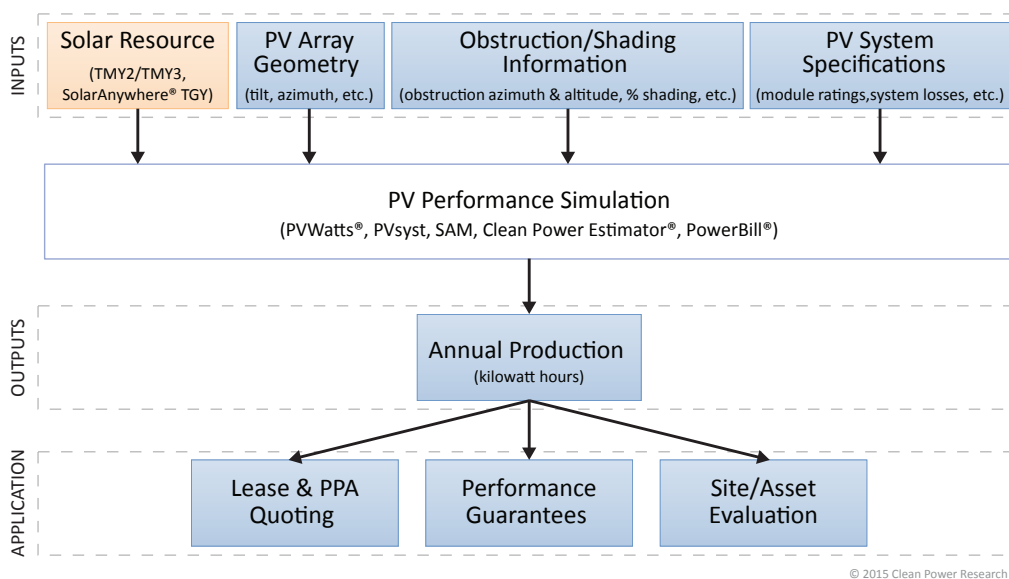 INPUTS
Solar Resource
(TMY2/TMY3,
SolarAnywhere® TGY)
PV Array
Geometry
(tilt, azimuth, etc.)
Obstruction/Shading
Information
(obstruction azimuth & altitude, % shading, etc.)
PV System
Specifications
(module ratings,system losses, etc.)
PV Performance Simulation
(PVWatts®, PVsyst, SAM, Clean Power Estimator®, PowerBill®)
OUTPUTS
Annual Production
(kilowatt hours)
APPLICATION
Lease & PPA
Quoting
Performance
Guarantees
Site/Asset
Evaluation
© 2015 Clean Power Research